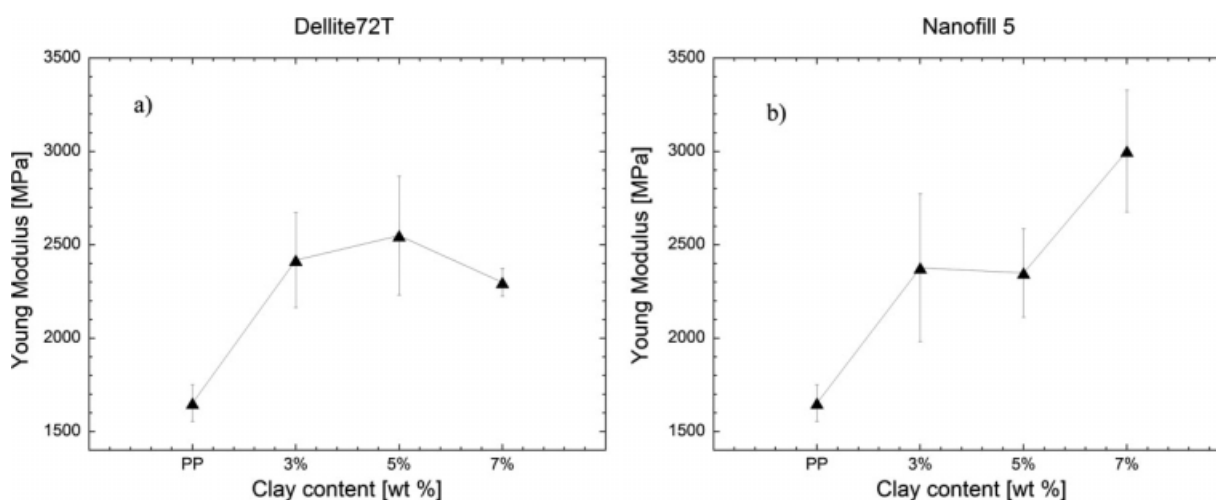 Dellite72T
a)
Young Modulus [MPa]
3500
3000
2500
2000
1500
PP 3% 5% 7%
Clay content [wt %]
Nanofill 5
b)
Young Modulus [MPa]
3500
3000
2500
2000
1500
PP 3% 5% 7%
Clay content [wt %]